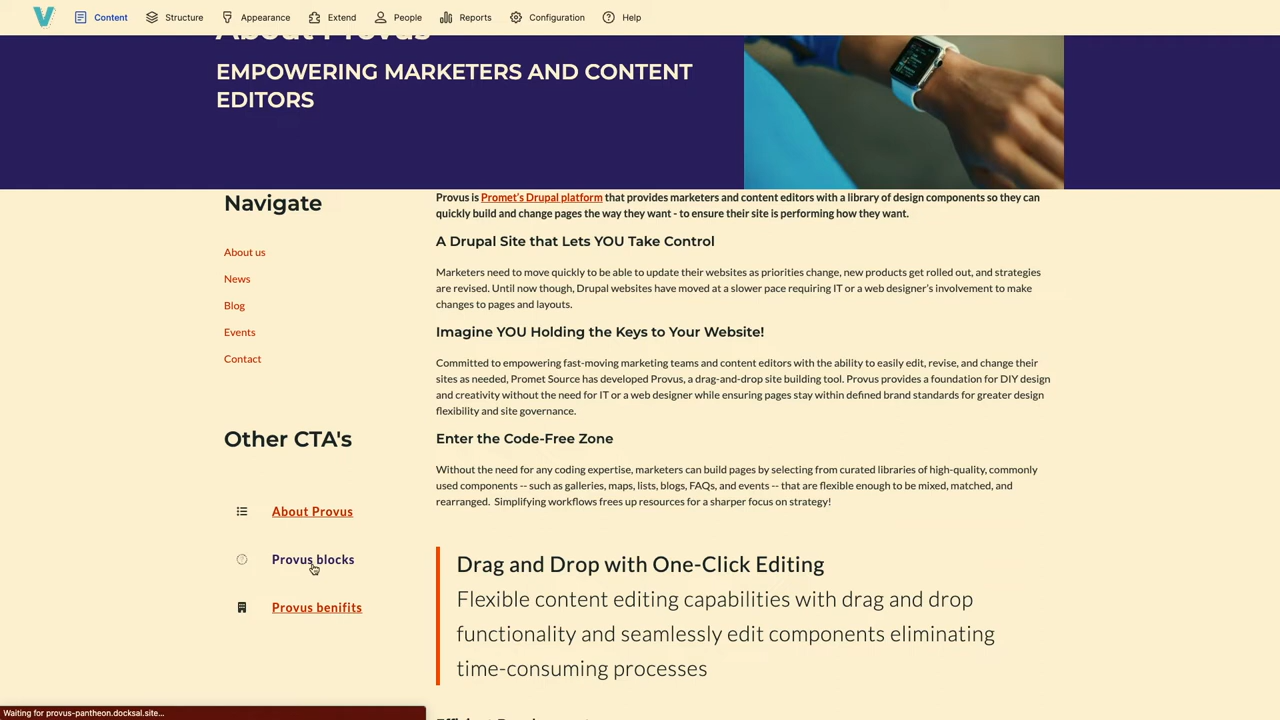 Content Structure Appearance Extend People Reports Configuration Help
About Provus
EMPOWERING MARKETERS AND CONTENT
EDITORS
Navigate
About us
News
Blog
Events
Contact
Other CTA's
About Provus
Provus blocks
Provus benifits
Provus is Promet's Drupal platform that provides marketers and content editors with a library of design components so they can
quickly build and change pages the way they want - to ensure their site is performing how they want.
A Drupal Site that Lets YOU Take Control
Marketers need to move quickly to be able to update their websites as priorities change, new products get rolled out, and strategies
are revised. Until now though, Drupal websites have moved at a slower pace requiring IT or a web designer's involvement to make
changes to pages and layouts.
Imagine YOU Holding the Keys to Your Website!
Committed to empowering fast-moving marketing teams and content editors with the ability to easily edit, revise, and change their
sites as needed, Promet Source has developed Provus, a drag-and-drop site building tool. Provus provides a foundation for DIY design
and creativity without the need for IT or a web designer while ensuring pages stay within defined brand standards for greater design
flexibility and site governance.
Enter the Code-Free Zone
Without the need for any coding expertise, marketers can build pages by selecting from curated libraries of high-quality, commonly
used components -- such as galleries, maps, lists, blogs, FAQs, and events -- that are flexible enough to be mixed, matched, and
rearranged. Simplifying workflows frees up resources for a sharper focus on strategy!
Drag and Drop with One-Click Editing
Flexible content editing capabilities with drag and drop
functionality and seamlessly edit components eliminating
time-consuming processes
Waiting for provus-pantheon.docksal.site...